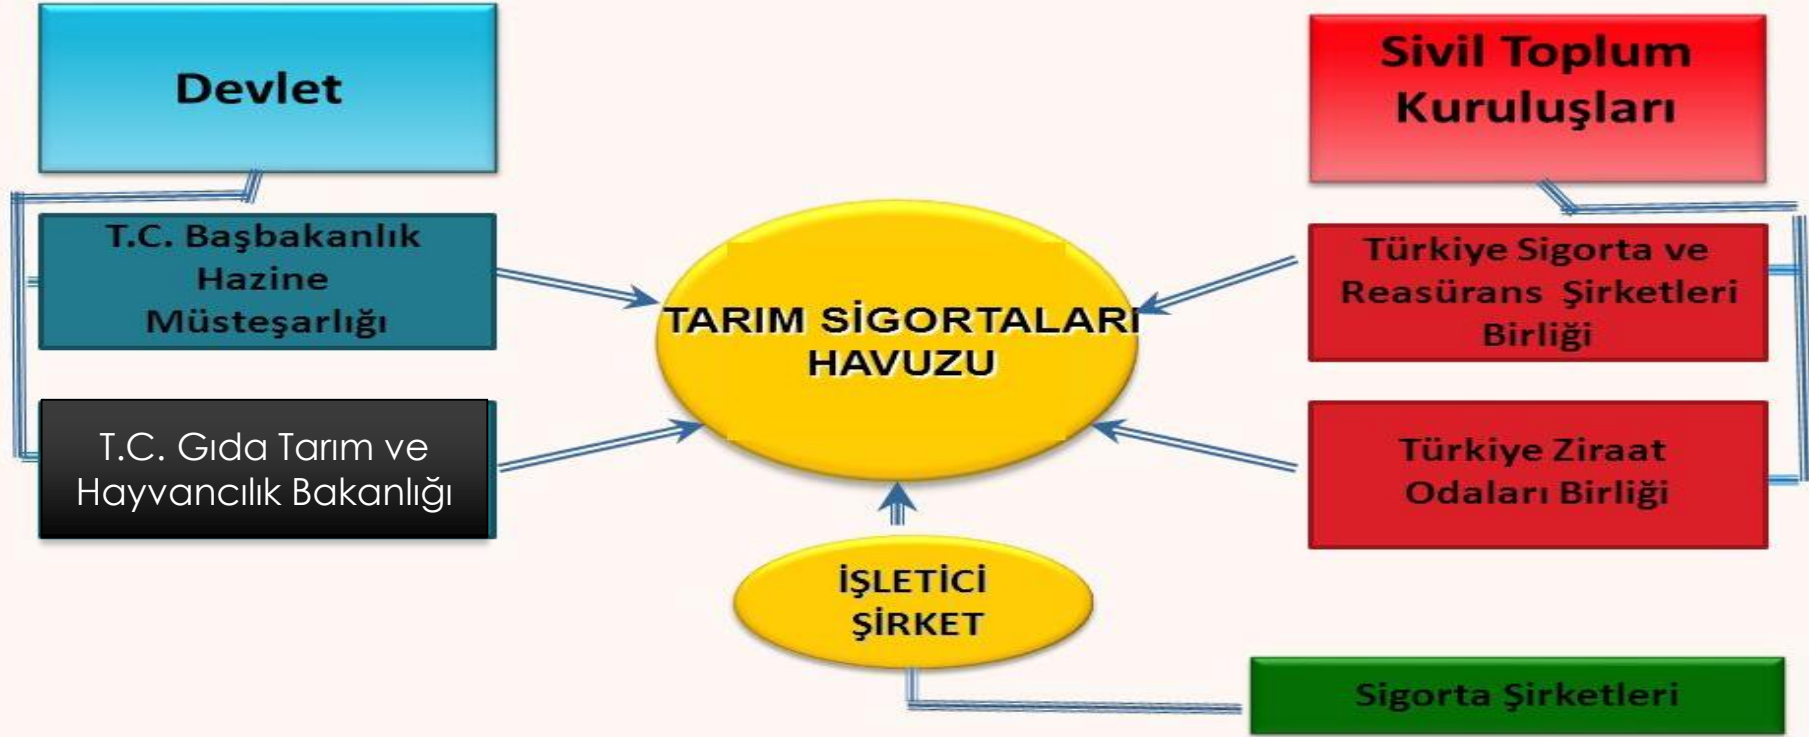 Devlet
T.C. Başbakanlık
Hazine
Müsteşarlığı
T.C. Gıda Tarım ve
Hayvancılık Bakanlığı
TARIM SİGORTALARI
HAVUZU
İŞLETİCİ
ŞİRKET
Sivil Toplum
Kuruluşları
Türkiye Sigorta ve
Reasürans Şirketleri
Birliği
Türkiye Ziraat
Odaları Birliği
Sigorta Şirketleri